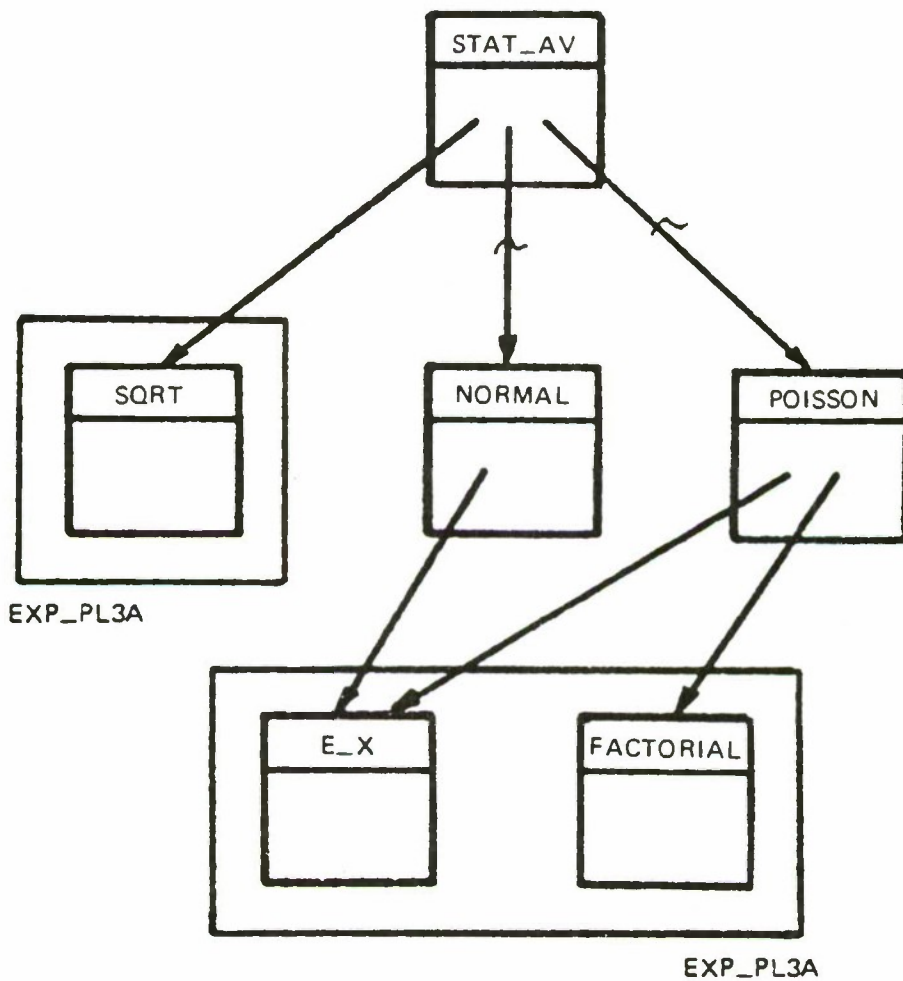 STAT_AV
SQRT
NORMAL
POISSON
EXP_PL3A
E_X
FACTORIAL
EXP_PL3A